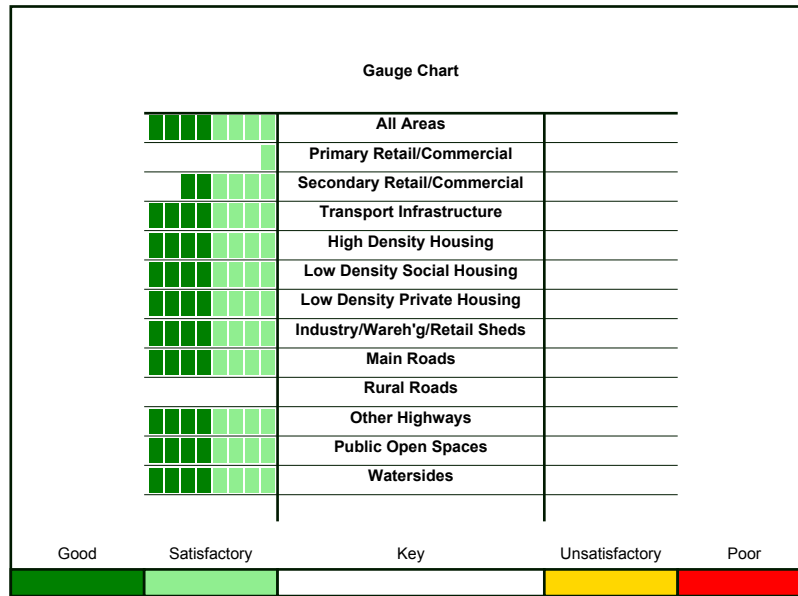 Gauge Chart
All Areas
Primary Retail/Commercial
Secondary Retail/Commercial
Transport Infrastructure
High Density Housing
Low Density Social Housing
Low Density Private Housing
Industry/Wareh'g/Retail Sheds
Main Roads
Rural Roads
Other Highways
Public Open Spaces
Watersides
Good Satisfactory Key Unsatisfactory Poor